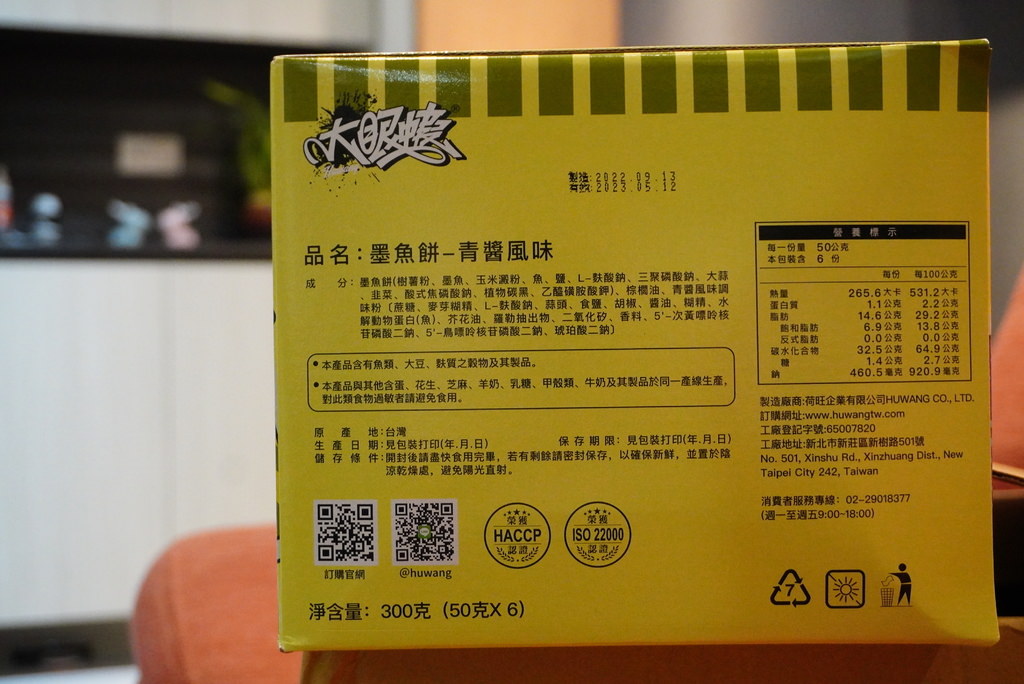 大眼蝦
製造:2022.09.13
有效:2023.05.12
品名:墨魚餅-青醬風味
成 分:墨魚餅(樹薯粉、墨魚、玉米澱粉、魚、鹽、L-麩酸鈉、三聚磷酸鈉、大蒜
、韭菜、酸式焦磷酸鈉、植物碳黑、乙醯磺胺酸鉀)、棕櫚油、青醬風味調
味粉〔蔗糖、麥芽糊精、L-麩酸鈉、蒜頭、食鹽、胡椒、醬油、糊精、水
解動物蛋白(魚)、芥花油、羅勒抽出物、二氧化矽、香料、5'-次黃嘌呤核
苷磷酸二鈉、5'-鳥嘌呤核苷磷酸二鈉、琥珀酸二鈉〕
•本產品含有魚類、大豆、麩質之穀物及其製品。
•本產品與其他含蛋、花生、芝麻、羊奶、乳糖、甲殼類、牛奶及其製品於同一產線生產,
對此類食物過敏者請避免食用。
原 產 地:台灣
生 產 日 期:見包裝打印(年.月.日) 保 存 期 限: 見包裝打印(年.月.日)
儲 存 條 件:開封後請盡快食用完畢,若有剩餘請密封保存,以確保新鮮,並置於陰
涼乾燥處,避免陽光直射。
訂購官網
@huwang
榮獲
HACCP
認證
榮獲
ISO 22000
認證
淨含量: 300克 (50克X 6)
營 養 標 示
每一份量 50公克
本包裝含 6 份
每份 每100公克
熱量 265.6大卡 531.2大卡
蛋白質 1.1公克 2.2公克
脂肪 14.6公克 29.2公克
飽和脂肪 6.9公克 13.8公克
反式脂肪 0.0公克 0.0公克
碳水化合物 32.5公克 64.9公克
糖 1.4公克 2.7公克
鈉 460.5毫克 920.9毫克
製造廠商:荷旺企業有限公司HUWANG CO., LTD.
訂購網址:www.huwangtw.com
工廠登記字號:65007820
工廠地址:新北市新莊區新樹路501號
No. 501, Xinshu Rd., Xinzhuang Dist., New
Taipei City 242, Taiwan
消費者服務專線: 02-29018377
(週一至週五9:00~18:00)
7